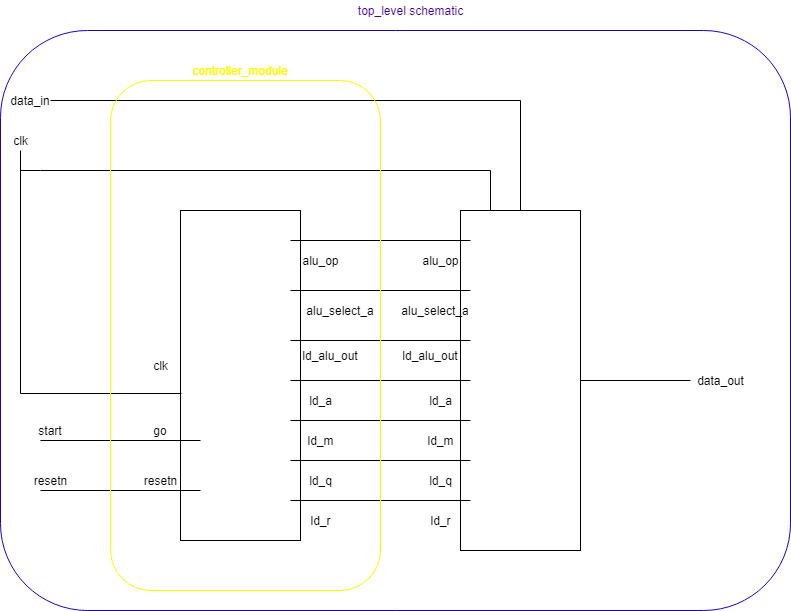 top_level schematic
controller_module
data_in
clk
alu_op
alu_op
alu_select_a
alu_select_a
ld_alu_out
ld_alu_out
clk
data_out
ld_a
ld_a
start
go
ld_m
ld_m
resetn
resetn
ld_q
ld_q
ld_r
ld_r